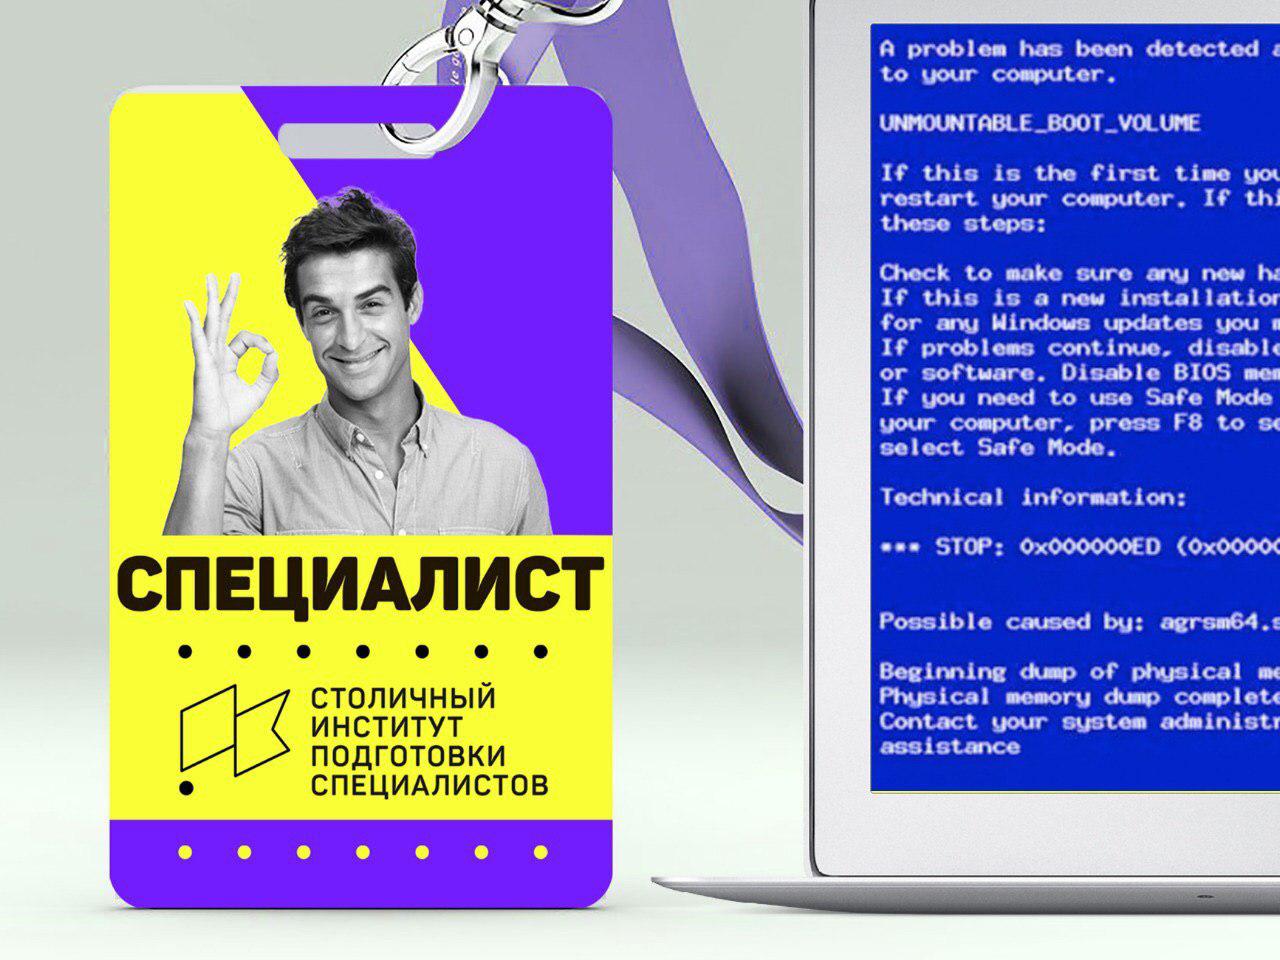 СПЕЦИАЛИСТ
СТОЛИЧНЫЙ
ИНСТИТУТ
ПОДГОТОВКИ
СПЕЦИАЛИСТОВ
A problem has been detected
to your computer.
UNMOUNTABLE_BOOT_VOLUME
If this is the first time you
restart your computer. If thi
these steps:
Check to make sure any new ha
If this is a new installation
for any Windows updates you m
If problems continue, disable
or software. Disable BIOS mem
If you need to use Safe Mode
your computer, press F8 to se
select Safe Mode.
Technical information:
*** STOP: 0x000000ED (0x00000
Possible caused by: agrsm64.s
Beginning dump of physical me
Physical memory dump complete
Contact your system administr
assistance